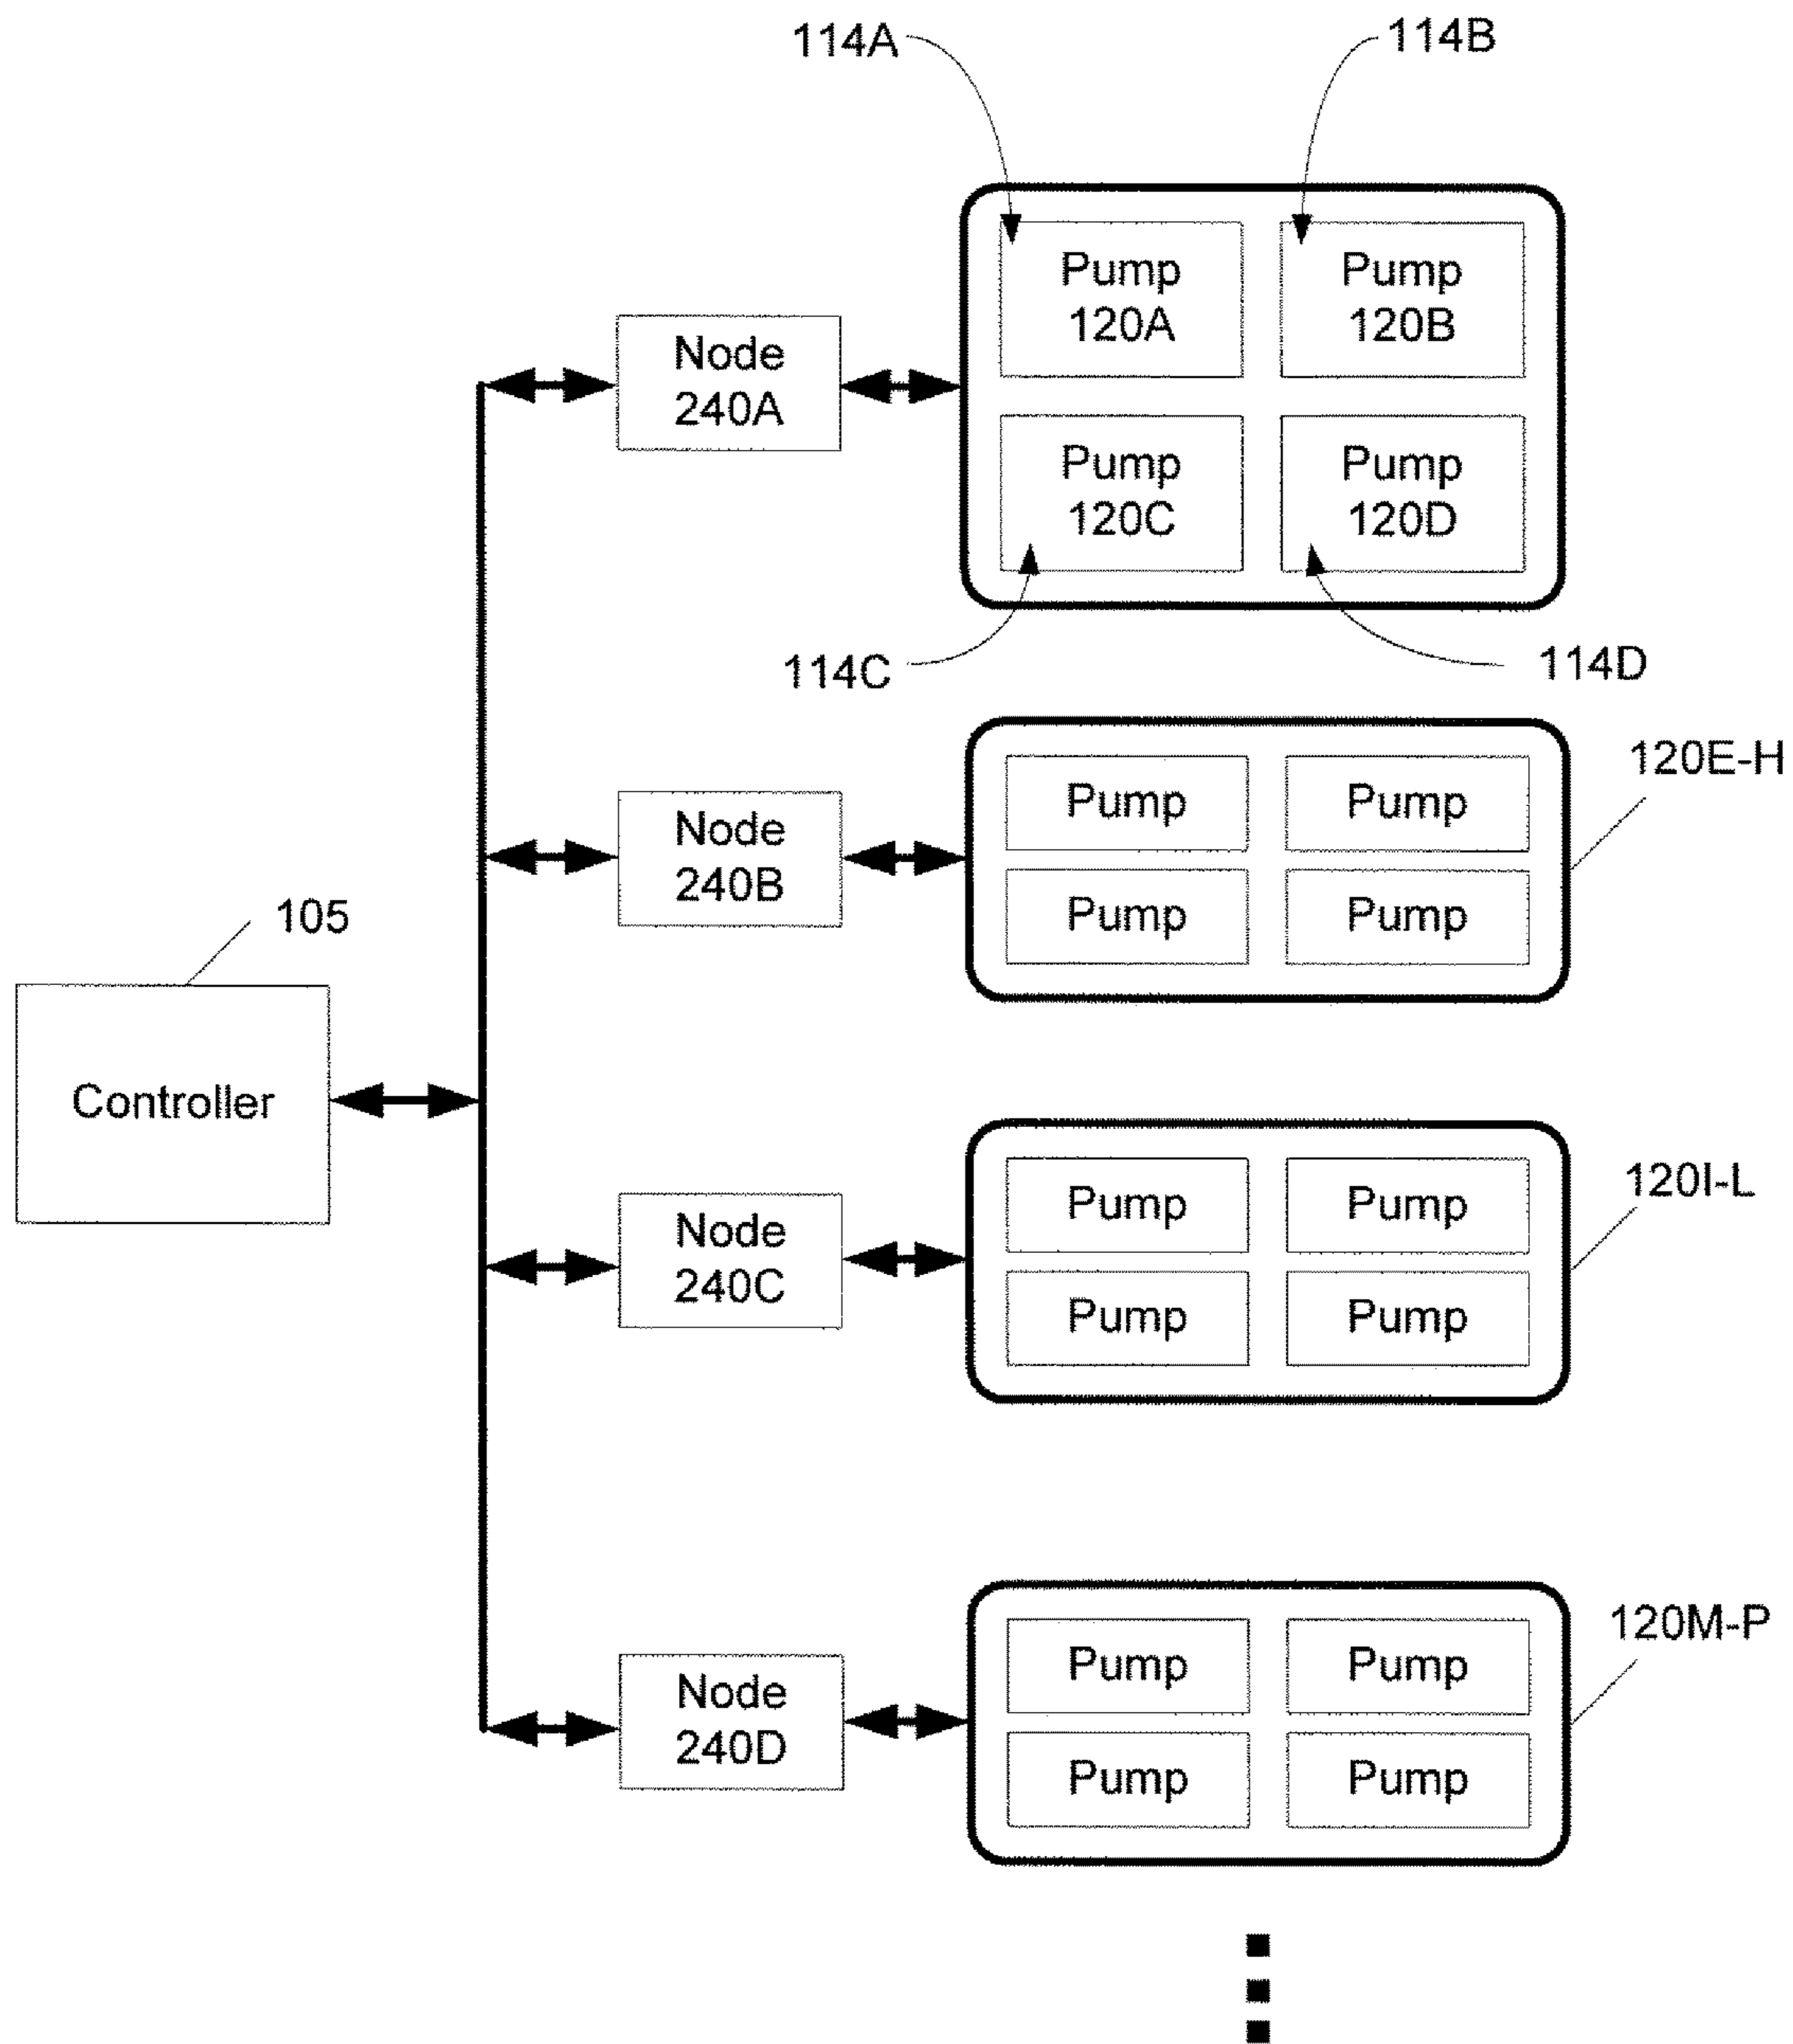 114A
114B
Pump
120A
Pump
120B
Node
240A
Pump
120C
Pump
120D
114C
114D
120E-H
Pump
Pump
Node
240B
Pump
Pump
105
Controller
120I-L
Pump
Pump
Node
240C
Pump
Pump
120M-P
Pump
Pump
Node
240D
Pump
Pump